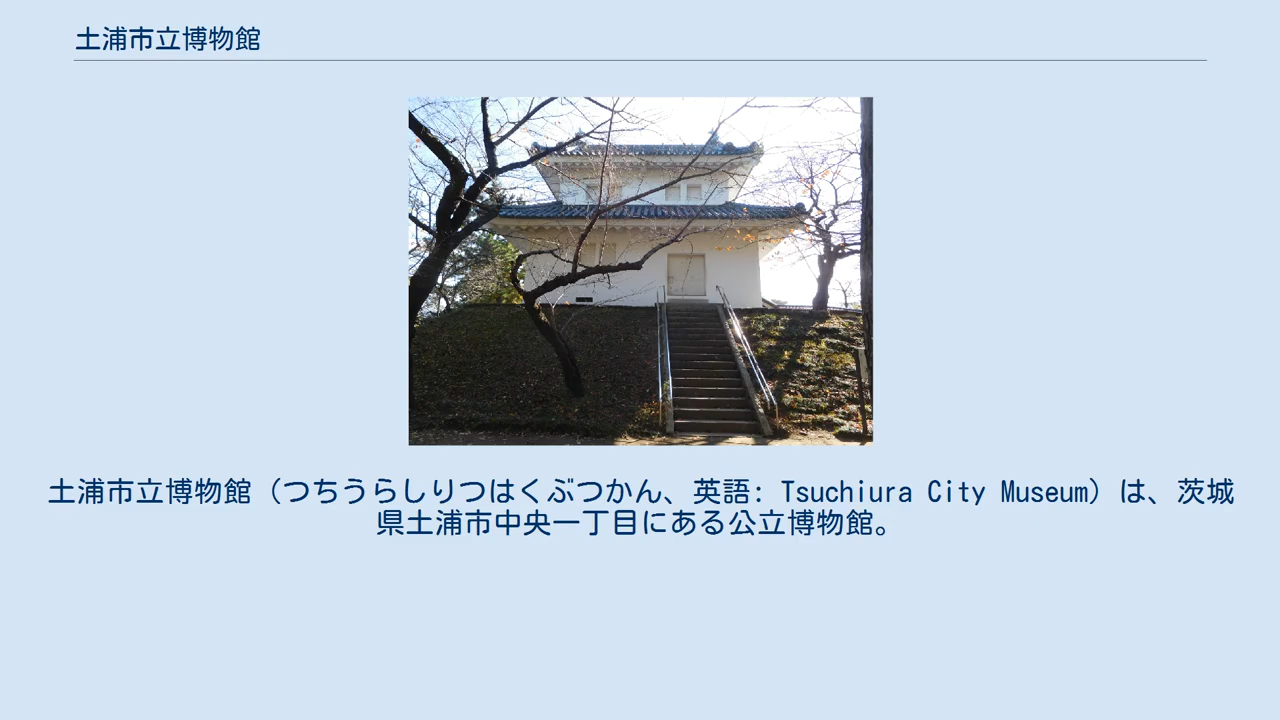 土浦市立博物館
土浦市立博物館（つちうらしりつはくぶつかん、英語: Tsuchiura City Museum）は、茨城
県土浦市中央一丁目にある公立博物館。